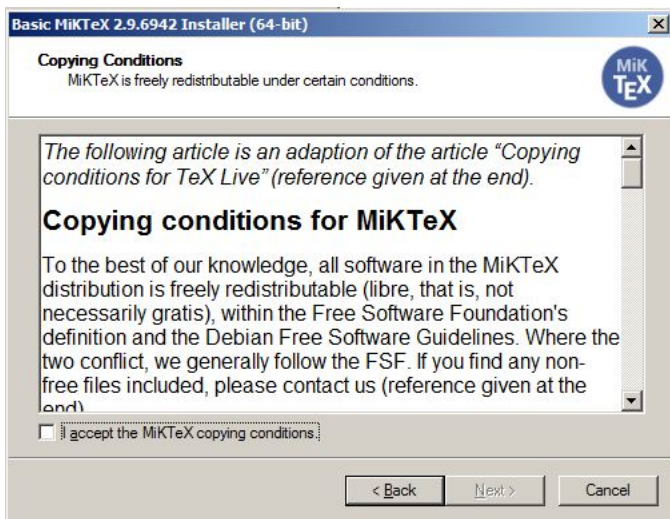 Basic MiKTeX 2.9.6942 Installer (64-bit)
Copying Conditions
MiKTeX is freely redistributable under certain conditions.
MiK
TEX
The following article is an adaption of the article “Copying
conditions for TeX Live” (reference given at the end).
Copying conditions for MiKTeX
To the best of our knowledge, all software in the MiKTeX
distribution is freely redistributable (libre, that is, not
necessarily gratis), within the Free Software Foundation's
definition and the Debian Free Software Guidelines. Where the
two conflict, we generally follow the FSF. If you find any non-
free files included, please contact us (reference given at the
end).
I accept the MiKTeX copying conditions.
< Back
Next >
Cancel